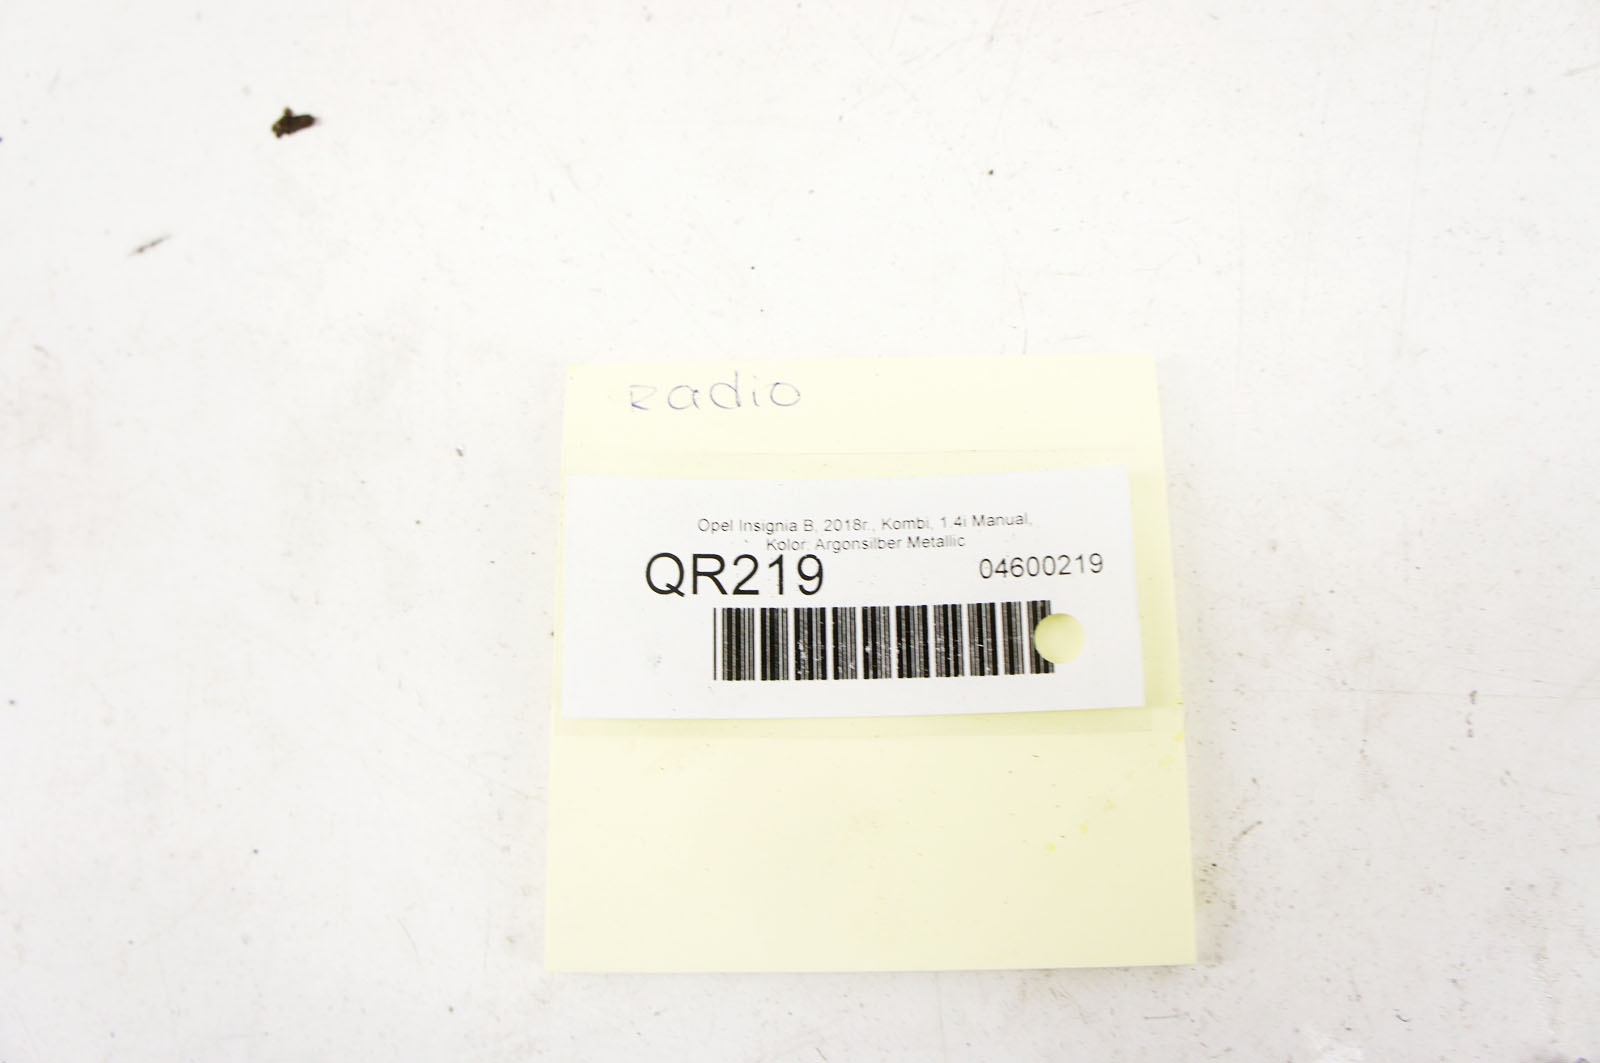 Radio
Opel Insignia B, 2018r., Kombi, 1.4i Manual,
Kolor: Argonsilber Metallic
QR219 04600219